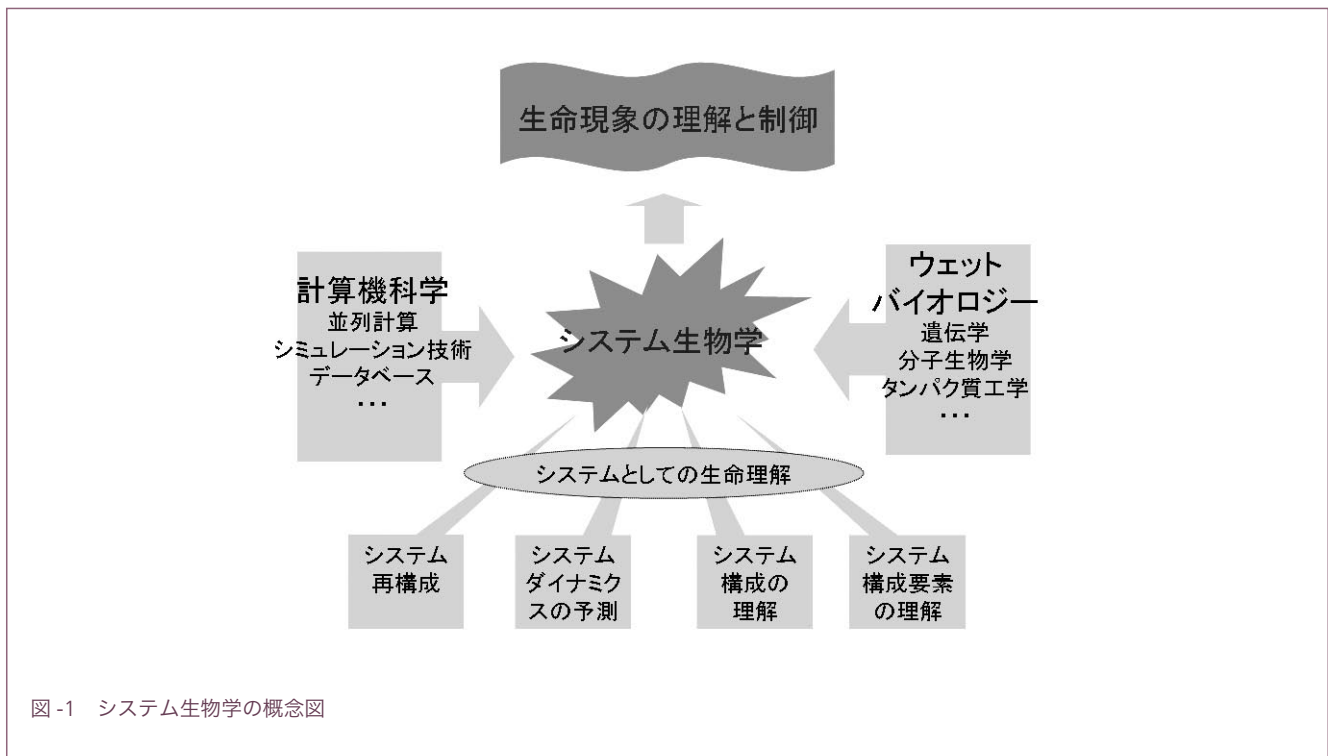 生命現象の理解と制御
計算機科学
並列計算
シミュレーション技術
データベース
・・・
システム生物学
ウェット
バイオロジー
遺伝学
分子生物学
タンパク質工学
・・・
システムとしての生命理解
システム
再構成
システム
ダイナミク
スの予測
システム
構成の
理解
システム
構成要素
の理解
図-1 システム生物学の概念図